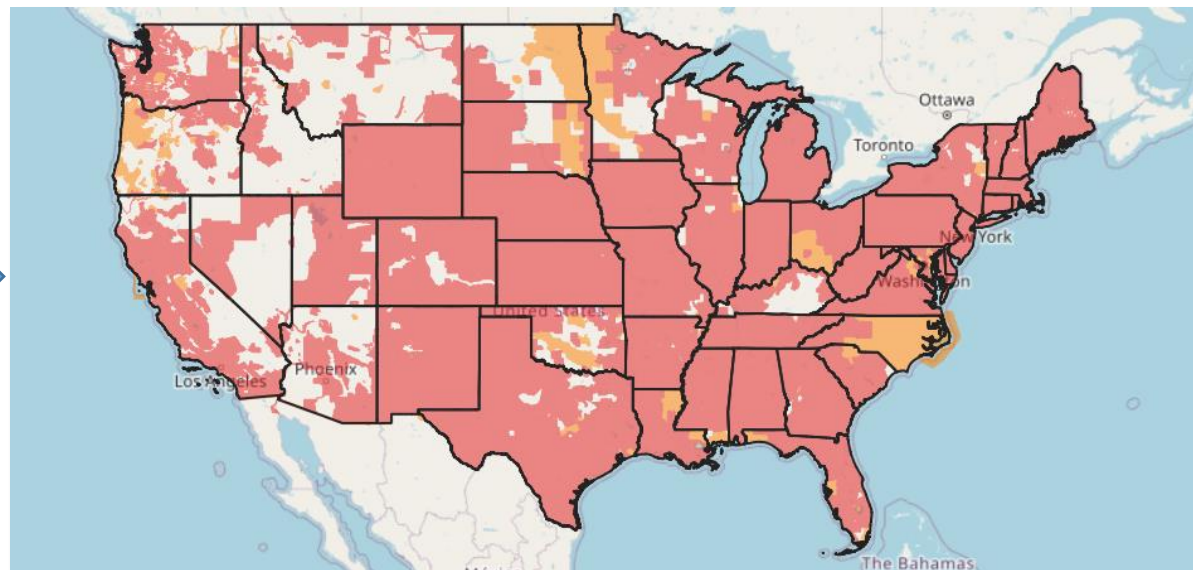 Ottawa
Toronto
New York
Washington
United States
Phoenix
Los Angeles
The Bahamas